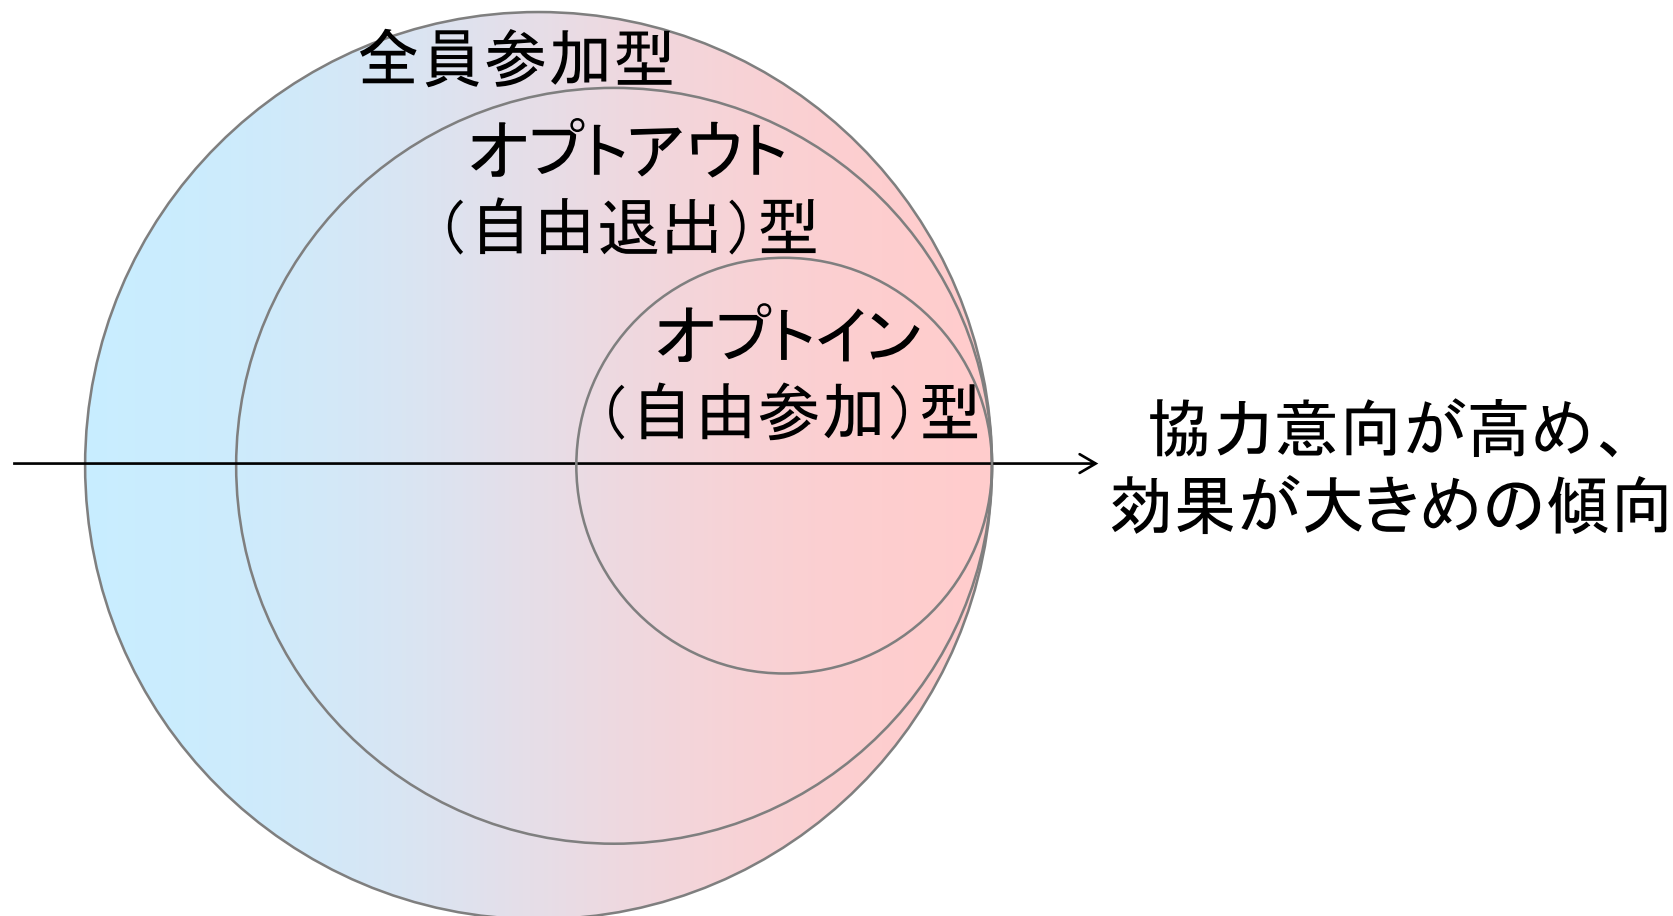 全員参加型
オプトアウト
（自由退出）型
オプトイン
（自由参加）型
協力意向が高め、
効果が大きめの傾向